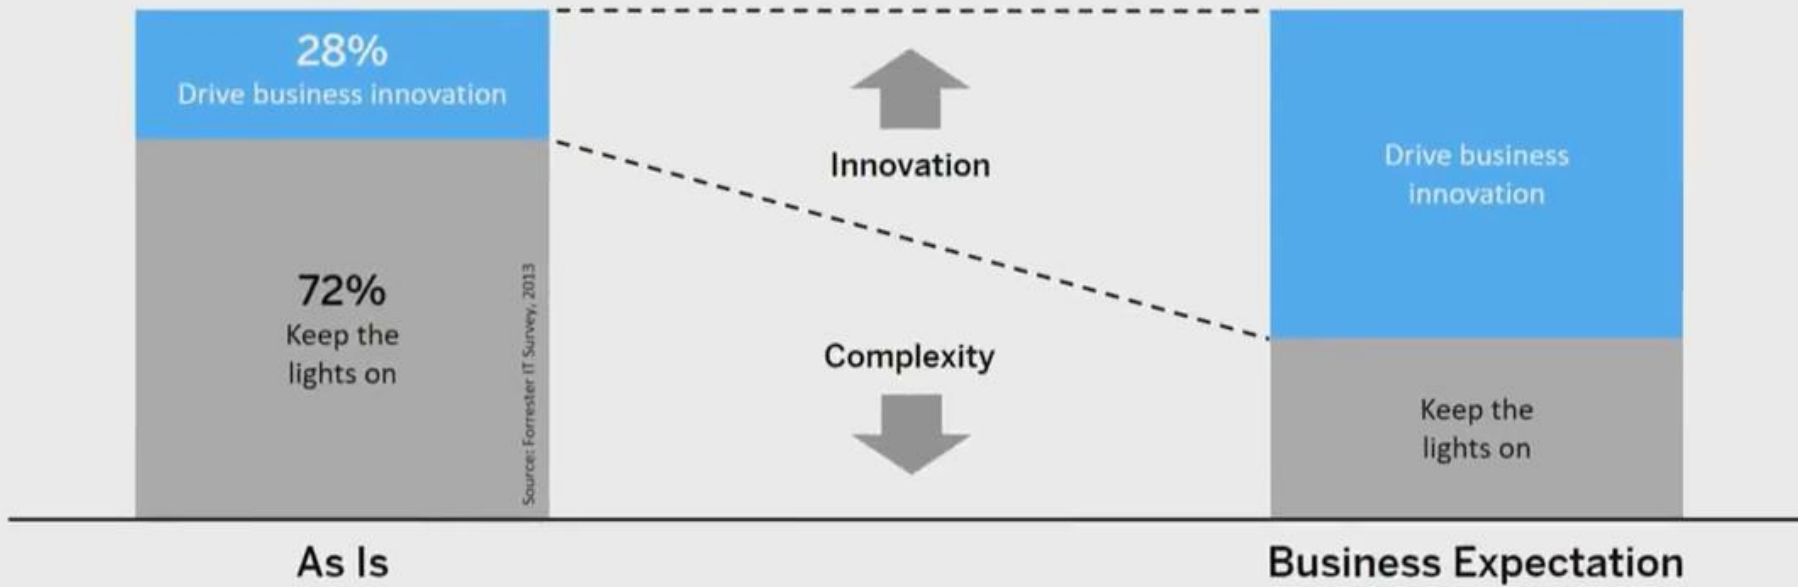 28%
Drive business innovation
72%
Keep the
lights on
Source: Forrester IT Survey, 2013
Innovation
Complexity
Drive business
innovation
Keep the
lights on
As Is
Business Expectation